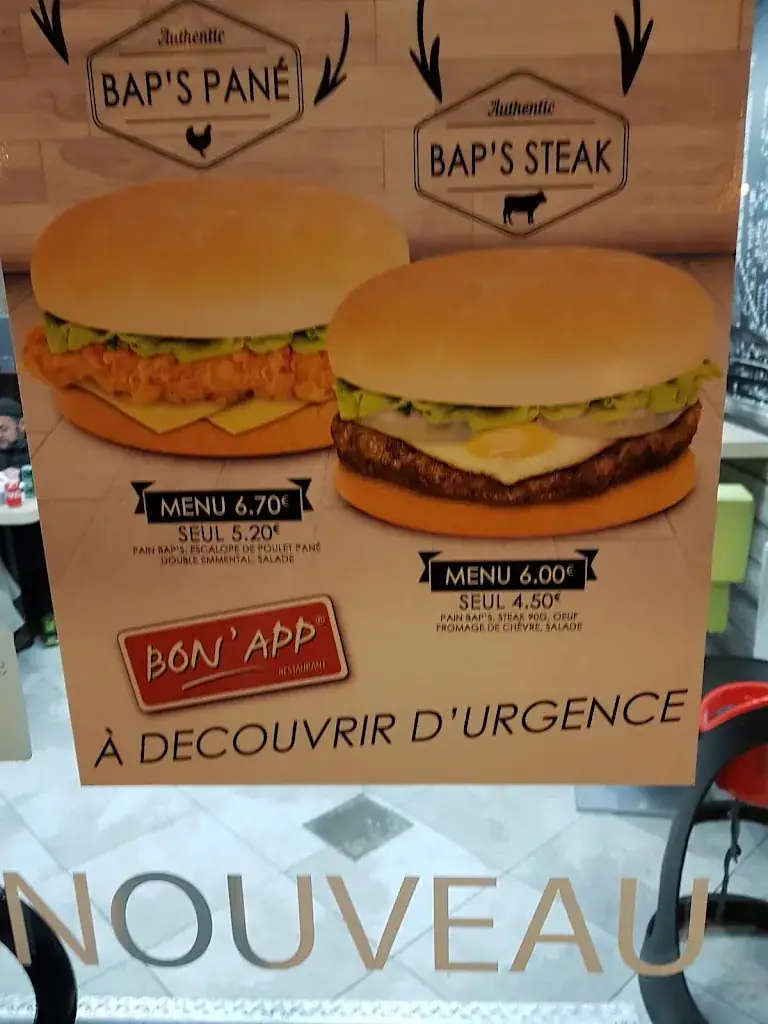 Authentic
BAP'S PANÉ
Authentic
BAP'S STEAK
MENU 6.70€
SEUL 5.20€
PAIN BAP'S, ESCALOPE DE POULET PANÉ
DOUBLE EMMENTAL, SALADE
MENU 6.00€
SEUL 4.50€
PAIN BAP'S, STEAK 90G, OEUF
FROMAGE DE CHÈVRE, SALADE
BON'APP®
RESTAURANT
À DECOUVRIR D'URGENCE
NOUVEAU